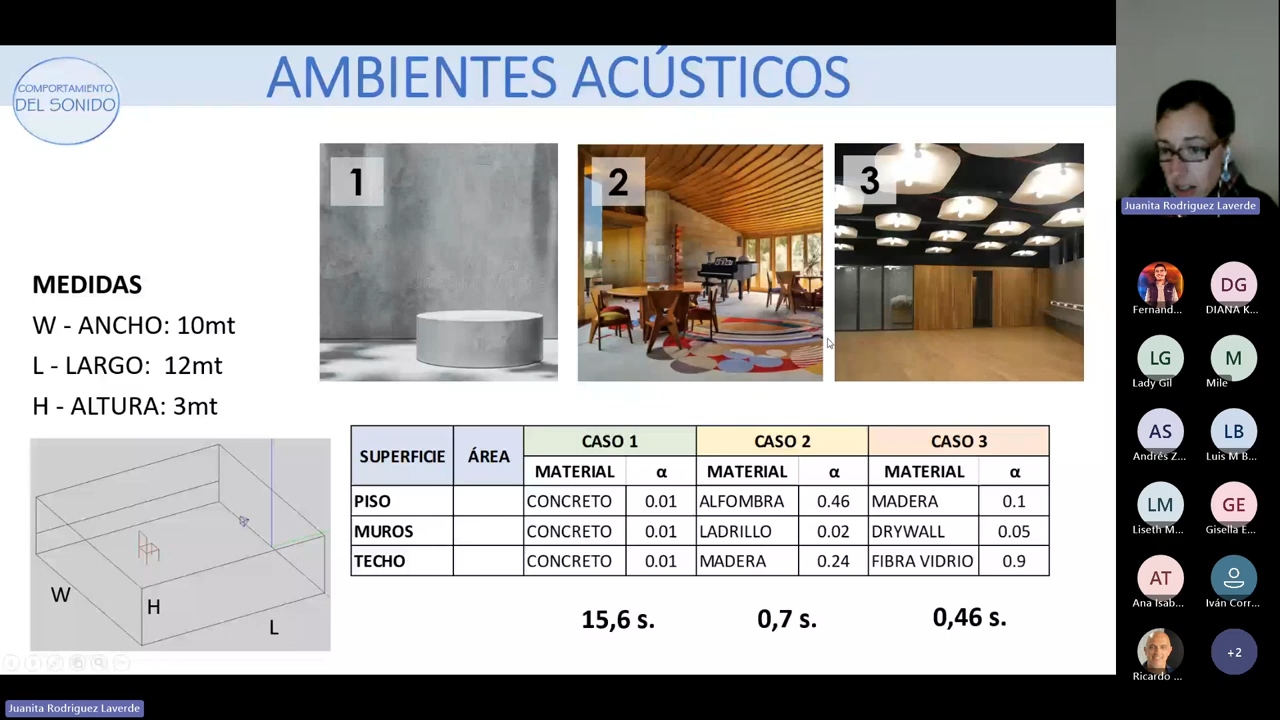 COMPORTAMIENTO
DEL SONIDO
AMBIENTES ACÚSTICOS
1
2
3
MEDIDAS
W - ANCHO: 10mt
L - LARGO: 12mt
H - ALTURA: 3mt
W
H
L
SUPERFICIE ÁREA CASO 1 CASO 2 CASO 3
MATERIAL α MATERIAL α MATERIAL α
PISO CONCRETO 0.01 ALFOMBRA 0.46 MADERA 0.1
MUROS CONCRETO 0.01 LADRILLO 0.02 DRYWALL 0.05
TECHO CONCRETO 0.01 MADERA 0.24 FIBRA VIDRIO 0.9
15,6 s. 0,7 s. 0,46 s.
Juanita Rodriguez Laverde
Fernand... DG DIANA K...
LG Lady Gil M Mile
AS Andrés Z... LB Luis M B...
LM Liseth M... GE Gisella E...
AT Ana Isab... Iván Corr...
Ricardo ... +2
Juanita Rodriguez Laverde